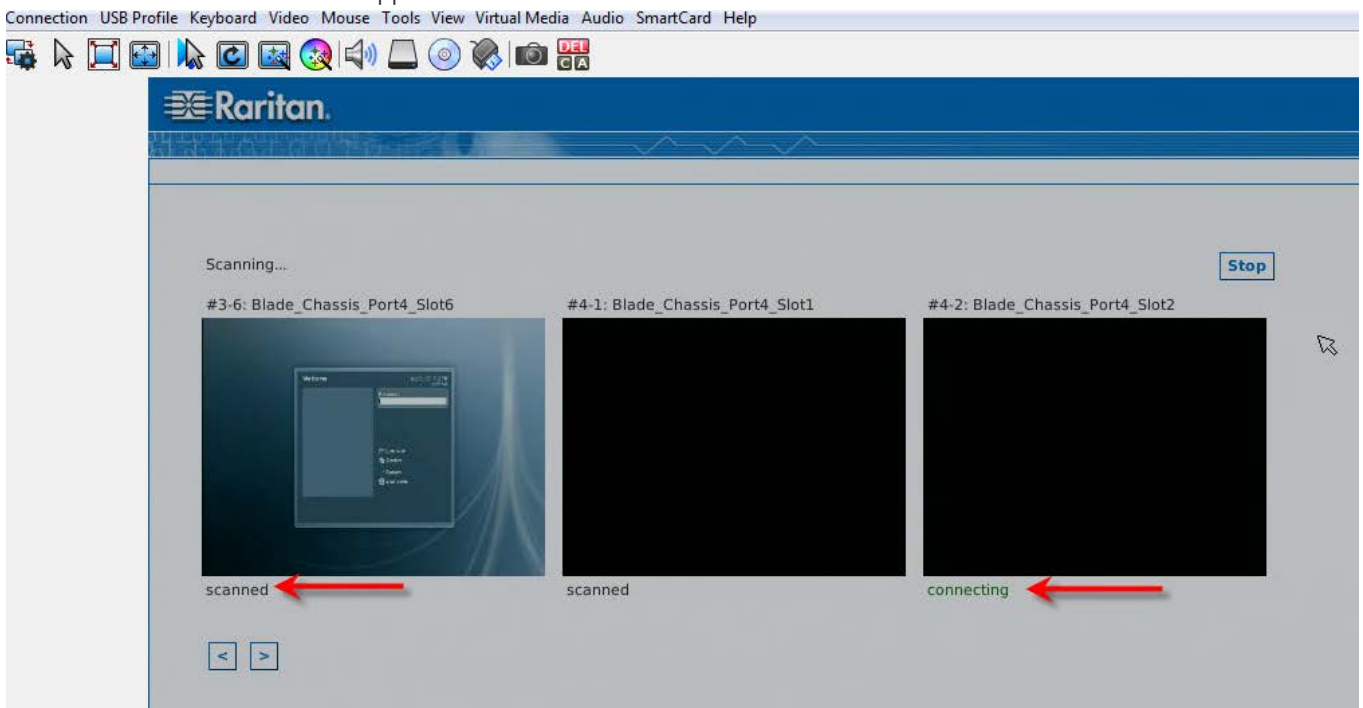 Connection USB Profile Keyboard Video Mouse Tools View Virtual Media Audio SmartCard Help
DEL
C A
Raritan.
Scanning...
Stop
#3-6: Blade_Chassis_Port4_Slot6
#4-1: Blade_Chassis_Port4_Slot1
#4-2: Blade_Chassis_Port4_Slot2
Welcome
scanned
scanned
connecting
< >